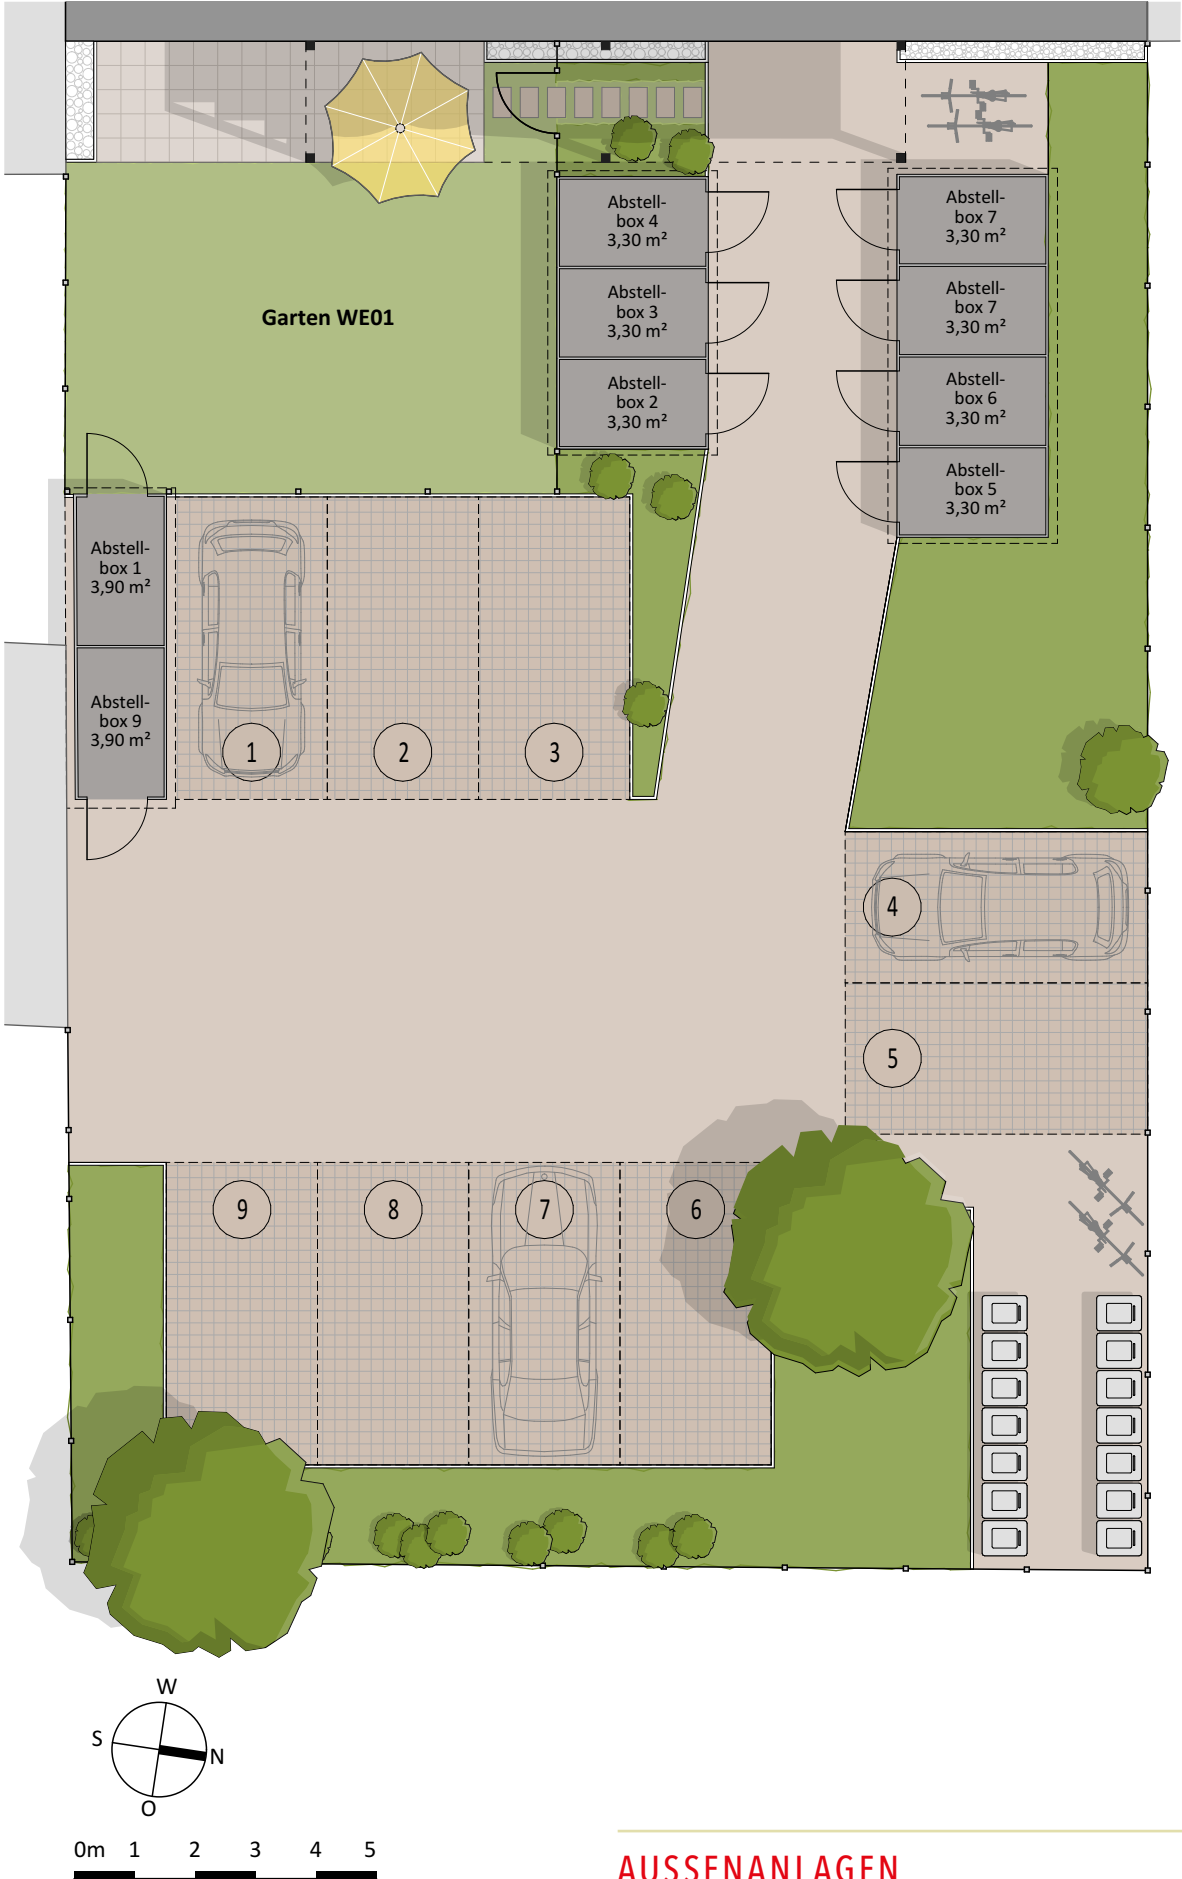 Abstell-
box 4
3,30 m²
Abstell-
box 7
3,30 m²
Abstell-
box 3
3,30 m²
Abstell-
box 7
3,30 m²
Garten WE01
Abstell-
box 2
3,30 m²
Abstell-
box 6
3,30 m²
Abstell-
box 5
3,30 m²
Abstell-
box 1
3,90 m²
Abstell-
box 9
3,90 m²
1
2
3
4
5
9
8
7
6
W
S
N
O
0m 1 2 3 4 5
AUSSENANLAGEN